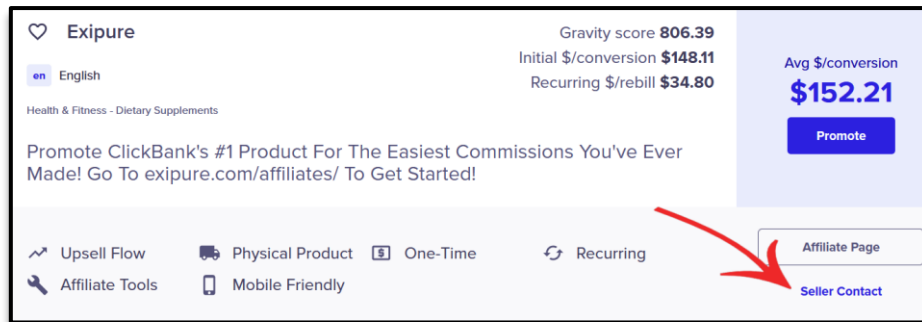 Exipure
Gravity score 806.39
Initial $/conversion $148.11
Recurring $/rebill $34.80
en English
Health & Fitness - Dietary Supplements
Promote ClickBank's #1 Product For The Easiest Commissions You've Ever
Made! Go To exipure.com/affiliates/ To Get Started!
Avg $/conversion
$152.21
Promote
Upsell Flow
Physical Product
One-Time
Recurring
Affiliate Tools
Mobile Friendly
Affiliate Page
Seller Contact